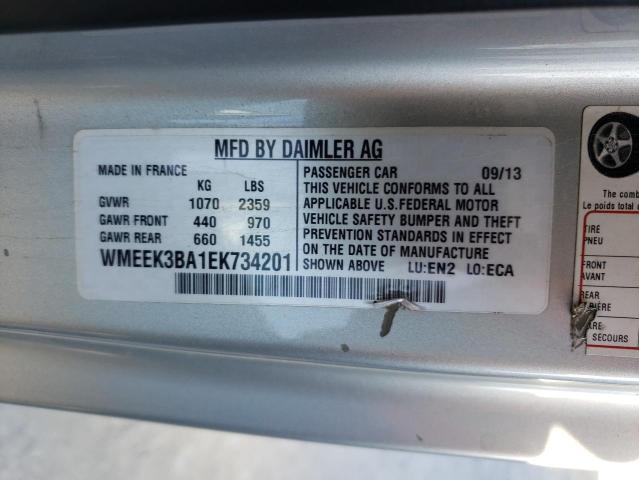 MFD BY DAIMLER AG
MADE IN FRANCE
KG LBS
GVWR 1070 2359
GAWR FRONT 440 970
GAWR REAR 660 1455
WMEEK3BA1EK734201
PASSENGER CAR 09/13
THIS VEHICLE CONFORMS TO ALL
APPLICABLE U.S.FEDERAL MOTOR
VEHICLE SAFETY BUMPER AND THEFT
PREVENTION STANDARDS IN EFFECT
ON THE DATE OF MANUFACTURE
SHOWN ABOVE LU:EN2 LO:ECA
The combi
Le poids total
TIRE
PNEU
FRONT
AVANT
REAR
SECOURS